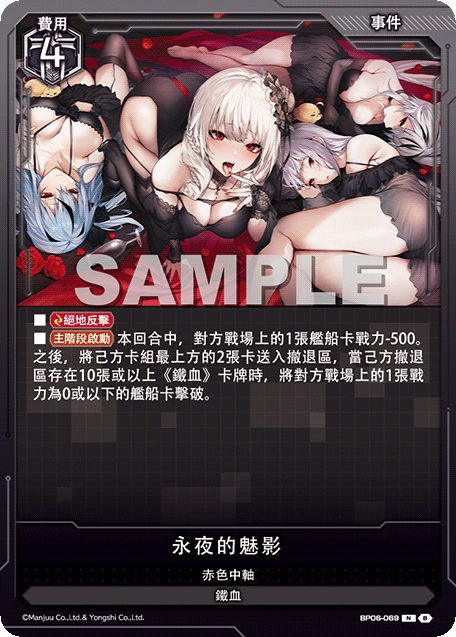 費用
事件
4
SAMPLE
絕地反擊
主階段啟動 本回合中，對方戰場上的1張艦船卡戰力-500。
之後，將己方卡組最上方的2張卡送入撤退區，當己方撤退
區存在10張或以上《鐵血》卡牌時，將對方戰場上的1張戰
力為0或以下的艦船卡擊破。
永夜的魅影
赤色中軸
鐵血
©Manjuu Co.,Ltd.& Yongshi Co.,Ltd.
BP06-069 N B